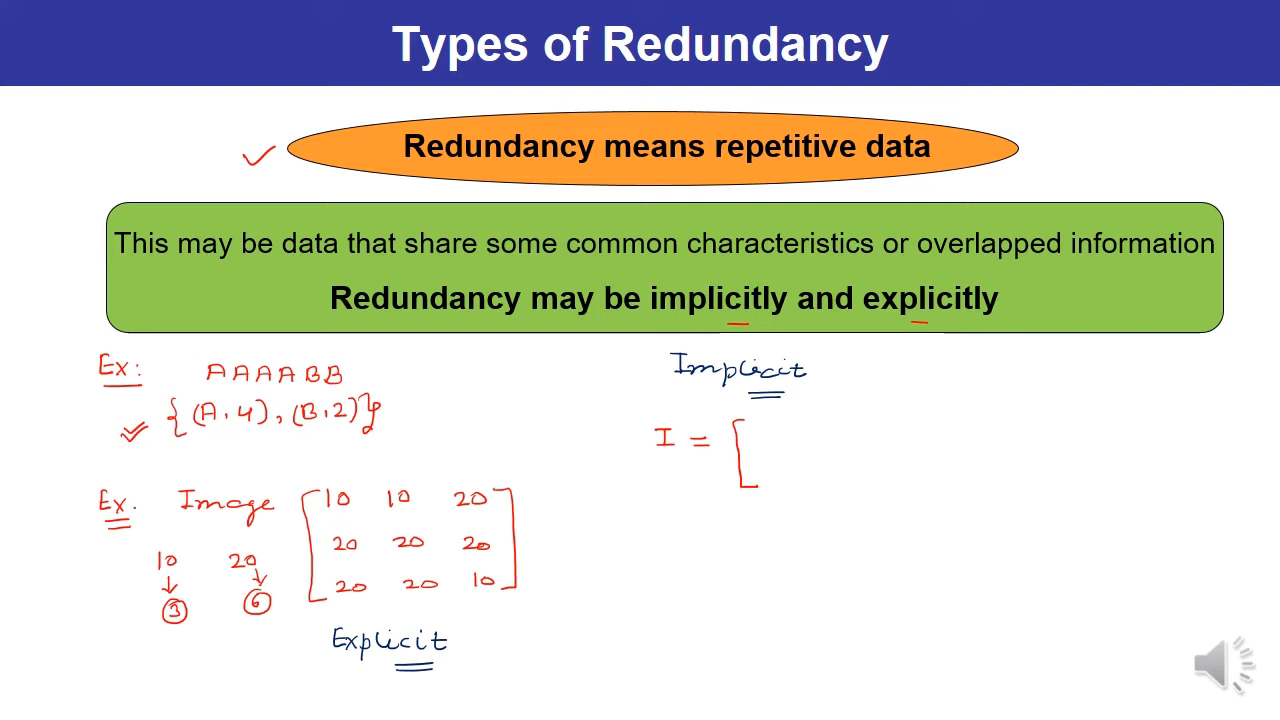 Types of Redundancy
Redundancy means repetitive data
This may be data that share some common characteristics or overlapped information
Redundancy may be implicitly and explicitly
Ex:
AAAABB
{(A,4), (B,2)}
Ex. Image
10 10 20
20 20 20
20 20 10
10 20
3 6
Explicit
Implicit
I = [